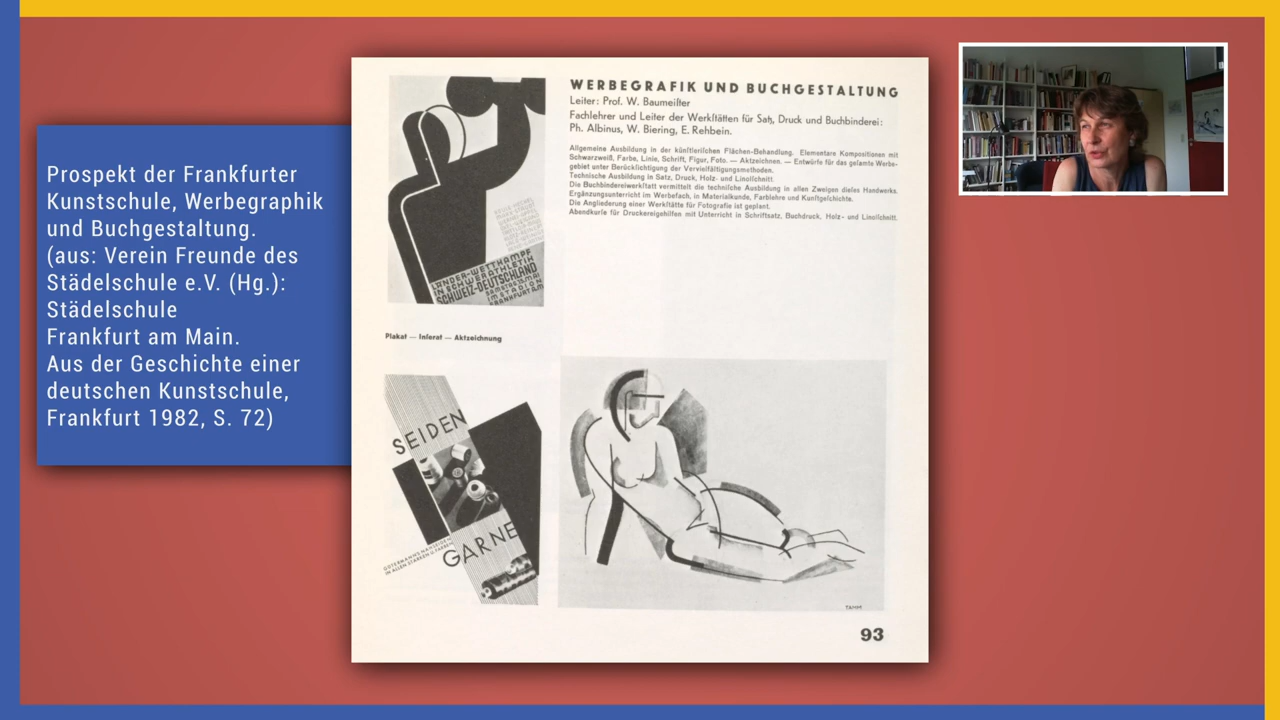 Prospekt der Frankfurter
Kunstschule, Werbegraphik
und Buchgestaltung.
(aus: Verein Freunde des
Städelschule e.V. (Hg.):
Städelschule
Frankfurt am Main.
Aus der Geschichte einer
deutschen Kunstschule,
Frankfurt 1982, S. 72)
WERBEGRAFIK UND BUCHGESTALTUNG
Leiter: Prof. W. Baumeiſter
Fachlehrer und Leiter der Werkſtätten für Satz, Druck und Buchbinderei:
Ph. Albinus, W. Biering, E. Rehbein.
Allgemeine Ausbildung in der künſtleriſchen Flächen-Behandlung. Elementare Kompositionen mit
Schwarzweiß, Farbe, Linie, Schrift, Figur, Foto. — Aktzeichnen. — Entwürfe für das geſamte Werbe-
gebiet unter Berückſichtigung der Vervielfältigungsmethoden.
Techniſche Ausbildung in Satz, Druck, Holz- und Linolſchnitt.
Die Buchbindereiwerkſtatt vermittelt die techniſche Ausbildung in allen Zweigen dieſes Handwerks.
Ergänzungsunterricht im Werbefach, in Materialkunde, Farblehre und Kunſtgeſchichte.
Die Angliederung einer Werkſtätte für Fotografie iſt geplant.
Abendkurſe für Druckereigehilfen mit Unterricht in Schriftsatz, Buchdruck, Holz- und Linolſchnitt.
LÄNDER-WETTKAMPF
IN SCHWERATHLETIK
SCHWEIZ-DEUTSCHLAND
IM STADION
FRANKFURT A M
Plakat — Inſerat — Aktzeichnung
SEIDEN
GARNE
IN ALLEN STÄRKEN U. FARBEN
93